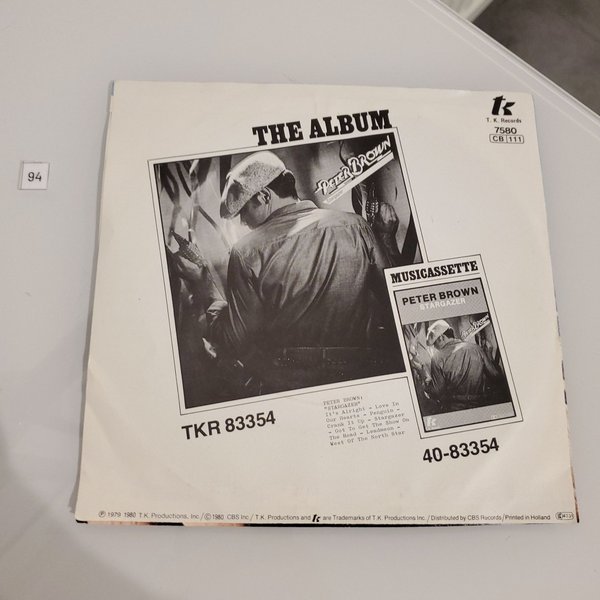 tk
T. K. Records
7580
CB 111
THE ALBUM
PETER BROWN
94
MUSICASSETTE
PETER BROWN
STARGAZER
PETER BROWN
PETER BROWN:
"STARGAZER"
It's Alright - Love In
Our Hearts - Penguin -
Crank It Up - Stargazer
- Got To Get The Show On
The Road - Leadmean -
West Of The North Star
TKR 83354
40-83354
Ⓟ 1979 1980 T.K. Productions, Inc./ⓒ 1980 CBS Inc./T.K. Productions and tk are Trademarks of T.K. Productions Inc./Distributed by CBS Records/Printed in Holland